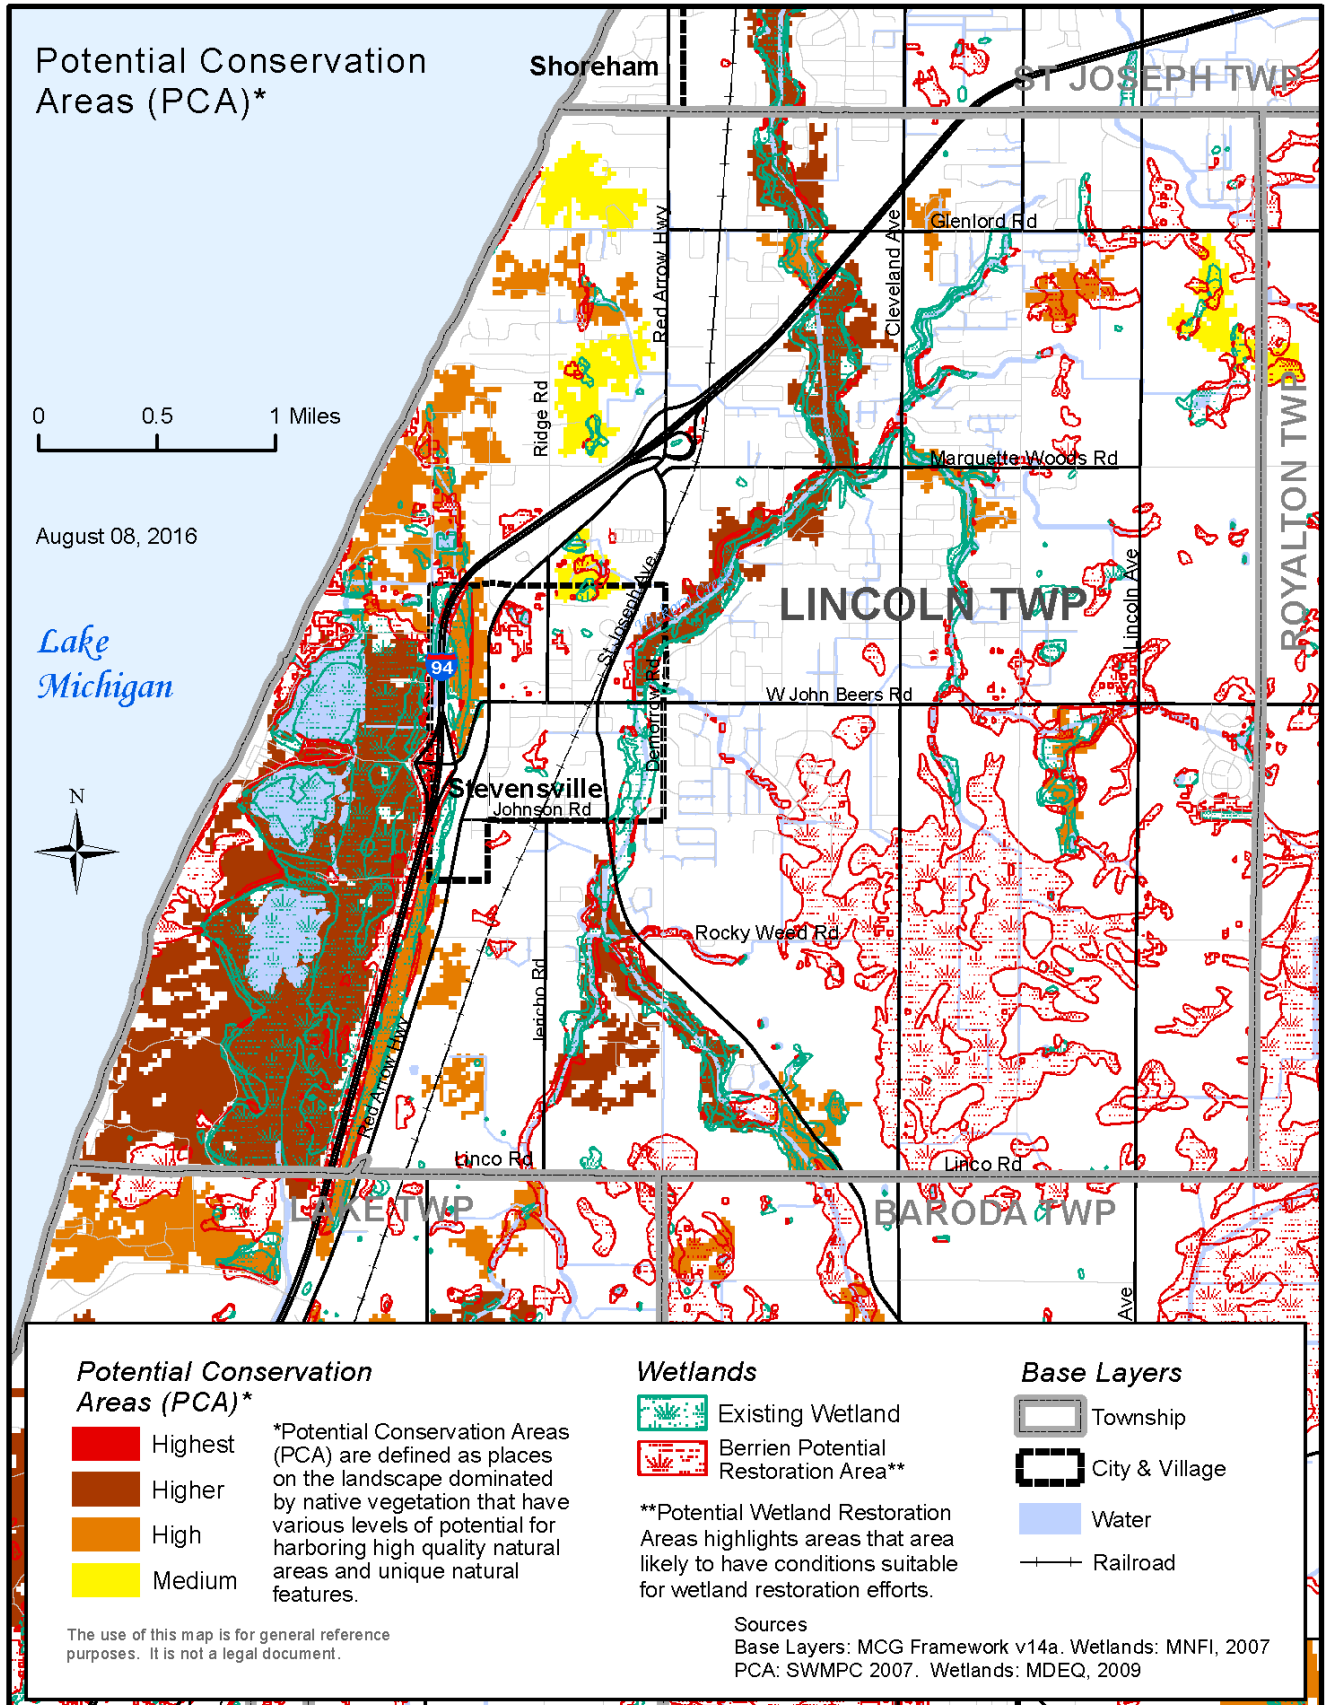 Potential Conservation
Areas (PCA)*
Shoreham
ST JOSEPH TWP
Glenlord Rd
Red Arrow Hwy
Cleveland Ave
Ridge Rd
0 0.5 1 Miles
Marquette Woods Rd
ROYALTON TWP
August 08, 2016
St Joseph Ave
LINCOLN TWP
Lincoln Ave
Lake
Michigan
94
Demorrow Rd
W John Beers Rd
Stevensville
Johnson Rd
N
Rocky Weed Rd
Jericho Rd
Red Arrow Hwy
Linco Rd
Linco Rd
LAKE TWP
BARODA TWP
Ave
Potential Conservation
Areas (PCA)*
Highest
Higher
High
Medium
*Potential Conservation Areas
(PCA) are defined as places
on the landscape dominated
by native vegetation that have
various levels of potential for
harboring high quality natural
areas and unique natural
features.
The use of this map is for general reference
purposes. It is not a legal document.
Wetlands
Existing Wetland
Berrien Potential
Restoration Area**
**Potential Wetland Restoration
Areas highlights areas that area
likely to have conditions suitable
for wetland restoration efforts.
Base Layers
Township
City & Village
Water
Railroad
Sources
Base Layers: MCG Framework v14a. Wetlands: MNFI, 2007
PCA: SWMPC 2007. Wetlands: MDEQ, 2009